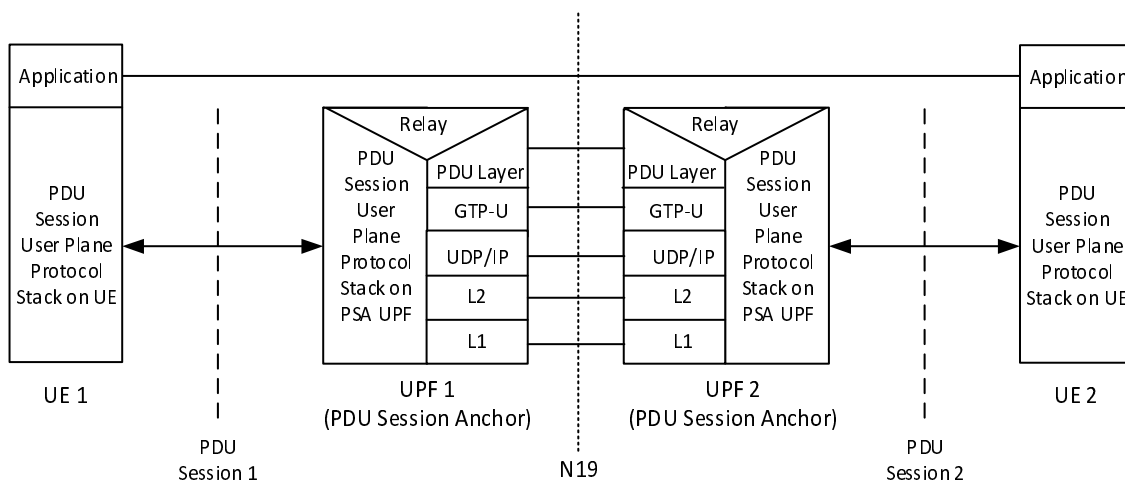 Application
PDU
Session
User Plane
Protocol
Stack on UE
UE 1
PDU
Session 1
Relay
PDU
Session
User
Plane
Protocol
Stack on
PSA UPF
PDU Layer
GTP-U
UDP/IP
L2
L1
UPF 1
(PDU Session Anchor)
N19
Relay
PDU Layer
GTP-U
UDP/IP
L2
L1
PDU
Session
User
Plane
Protocol
Stack on
PSA UPF
UPF 2
(PDU Session Anchor)
PDU
Session 2
Application
PDU
Session
User Plane
Protocol
Stack on UE
UE 2